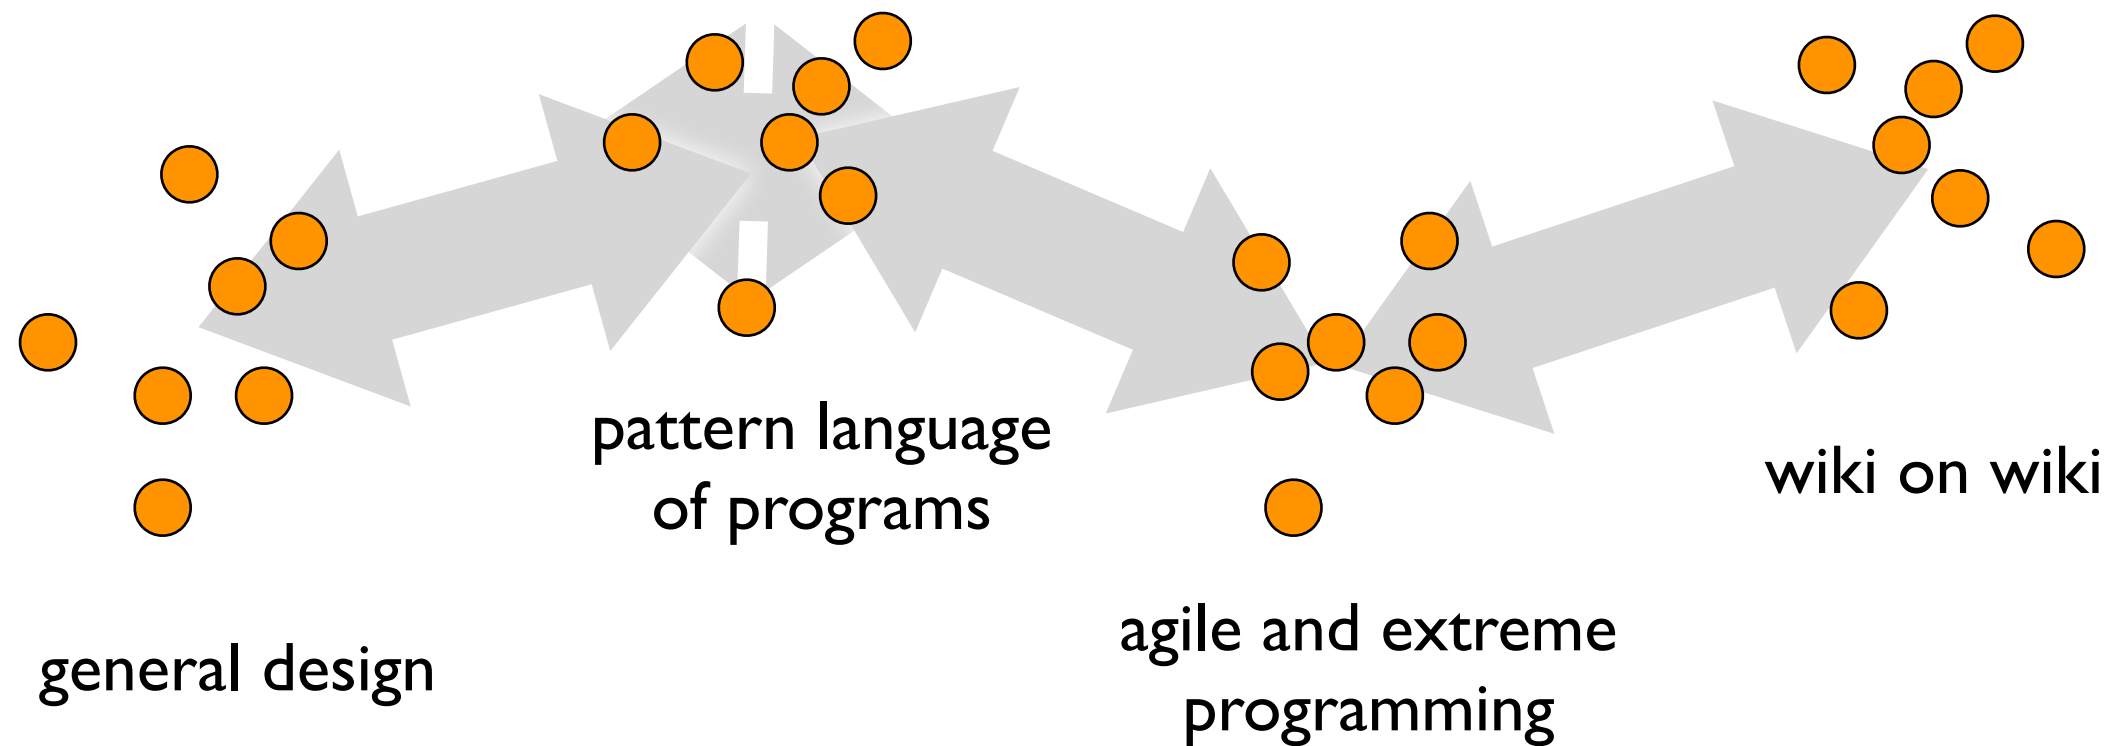 general design
pattern language
of programs
agile and extreme
programming
wiki on wiki